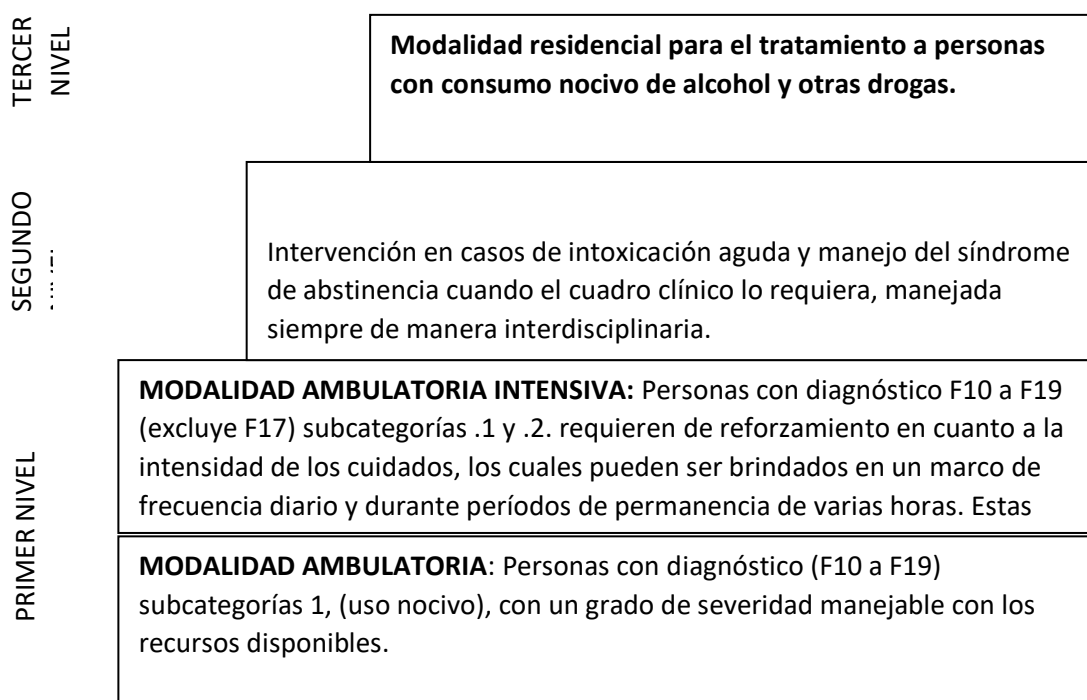 TERCER
NIVEL
Modalidad residencial para el tratamiento a personas
con consumo nocivo de alcohol y otras drogas.
SEGUNDO
Intervención en casos de intoxicación aguda y manejo del síndrome
de abstinencia cuando el cuadro clínico lo requiera, manejada
siempre de manera interdisciplinaria.
PRIMER NIVEL
MODALIDAD AMBULATORIA INTENSIVA: Personas con diagnóstico F10 a F19
(excluye F17) subcategorías .1 y .2. requieren de reforzamiento en cuanto a la
intensidad de los cuidados, los cuales pueden ser brindados en un marco de
frecuencia diario y durante períodos de permanencia de varias horas. Estas
MODALIDAD AMBULATORIA: Personas con diagnóstico (F10 a F19)
subcategorías 1, (uso nocivo), con un grado de severidad manejable con los
recursos disponibles.